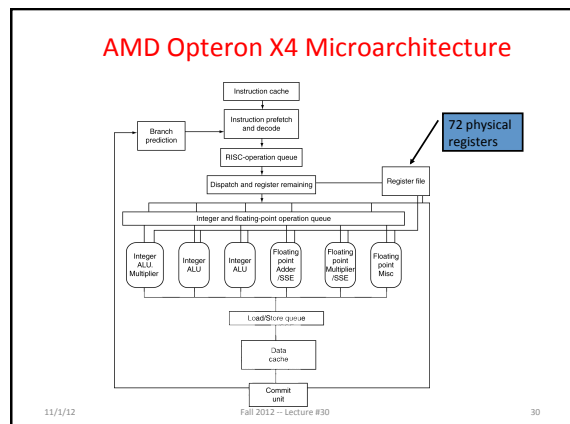 AMD Opteron X4 Microarchitecture
Instruction cache
72 physical
registers
Instruction prefetch
and decode
Branch
prediction
RISC-operation queue
Register file
Dispatch and register remaining
Integer and floating-point operation queue
Integer
ALU.
Multiplier
Integer
ALU
Integer
ALU
Floating
point
Adder
/SSE
Floating
point
Multiplier
/SSE
Floating
point
Misc
Load/Store queue
Data
cache
Commit
unit
11/1/12
Fall 2012 -- Lecture #30
30